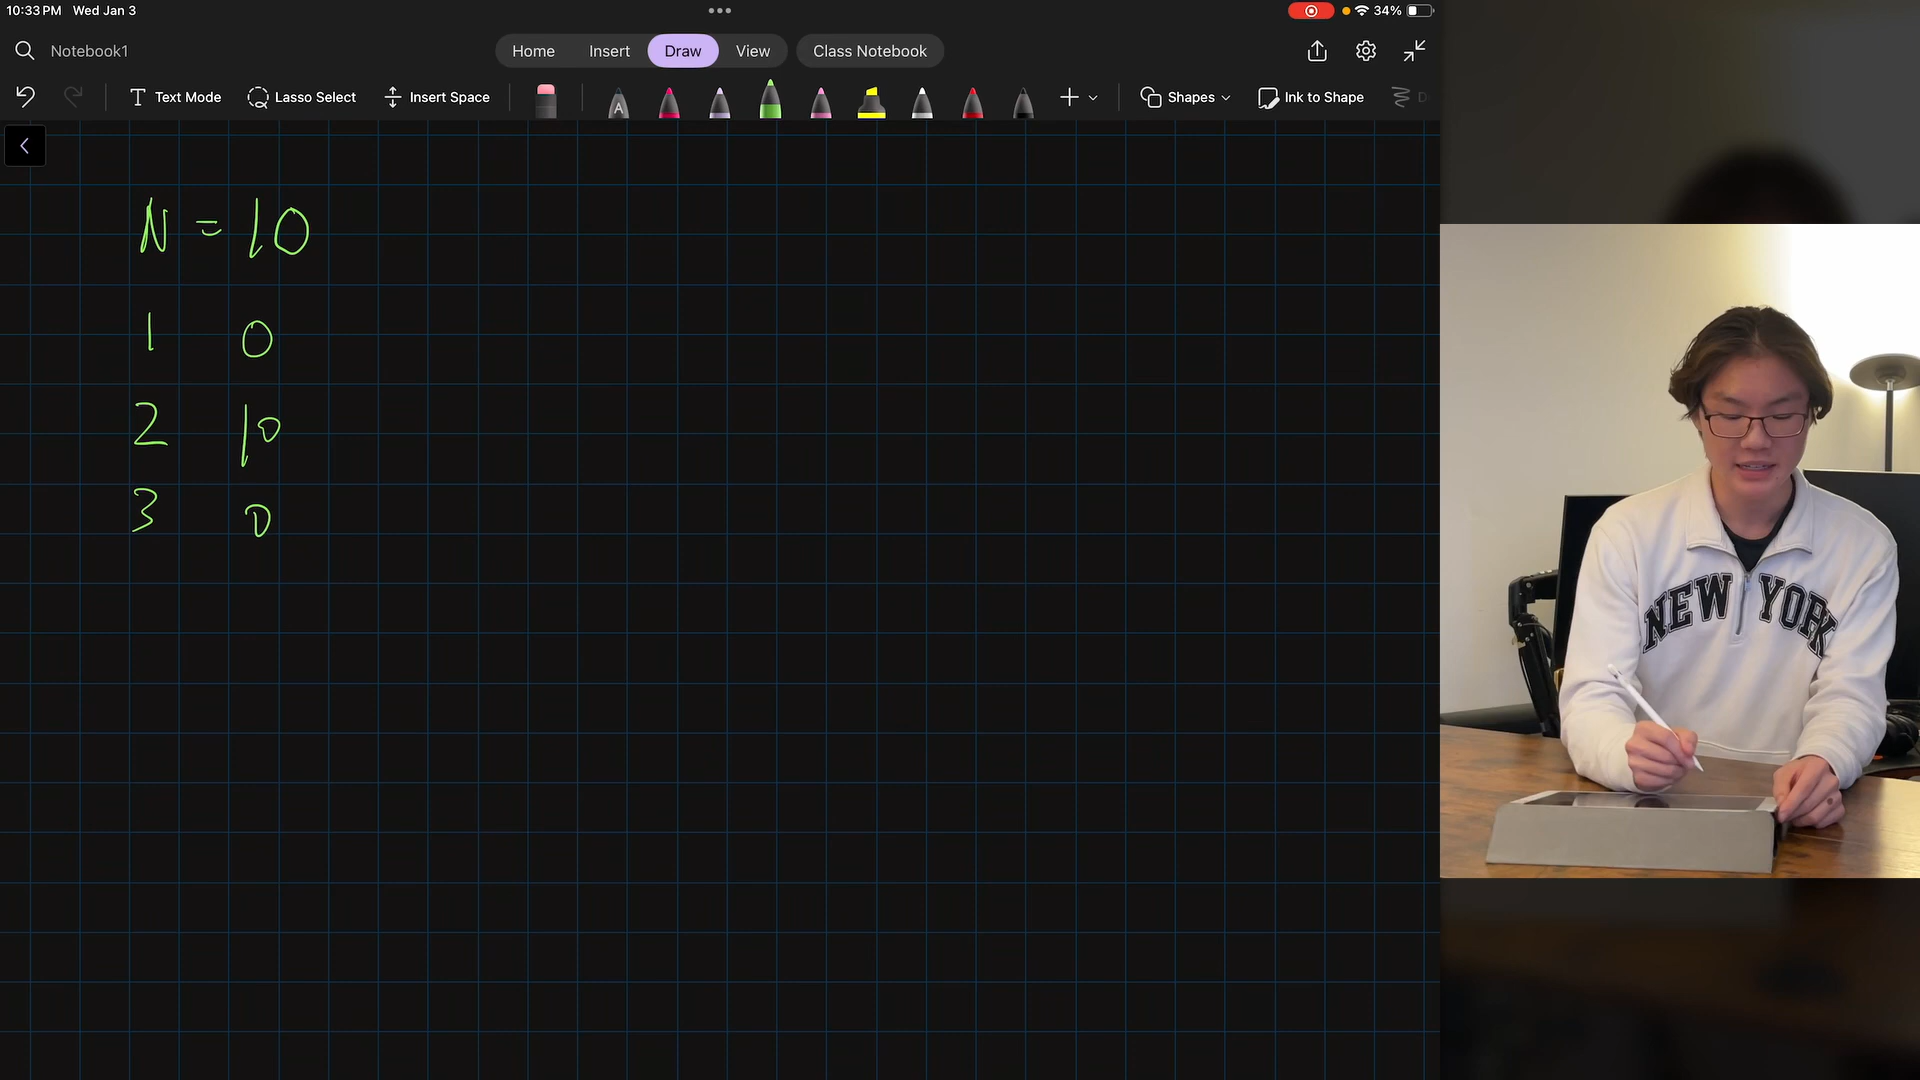 10:33 PM Wed Jan 3
34%
Notebook1
Home Insert Draw View Class Notebook
Text Mode Lasso Select Insert Space A Shapes Ink to Shape
N = 10
1 0
2 10
3 0
NEW YORK